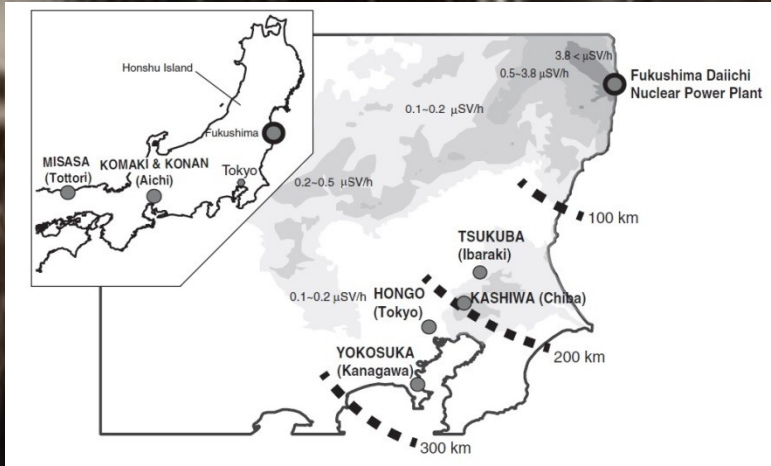 Honshu Island
Fukushima
MISASA
(Tottori)
KOMAKI & KONAN
(Aichi)
Tokyo
3.8 < μSV/h
0.5~3.8 μSV/h
Fukushima Daiichi
Nuclear Power Plant
0.1~0.2 μSV/h
0.2~0.5 μSV/h
100 km
TSUKUBA
(Ibaraki)
0.1~0.2 μSV/h
HONGO
(Tokyo)
KASHIWA (Chiba)
200 km
YOKOSUKA
(Kanagawa)
300 km